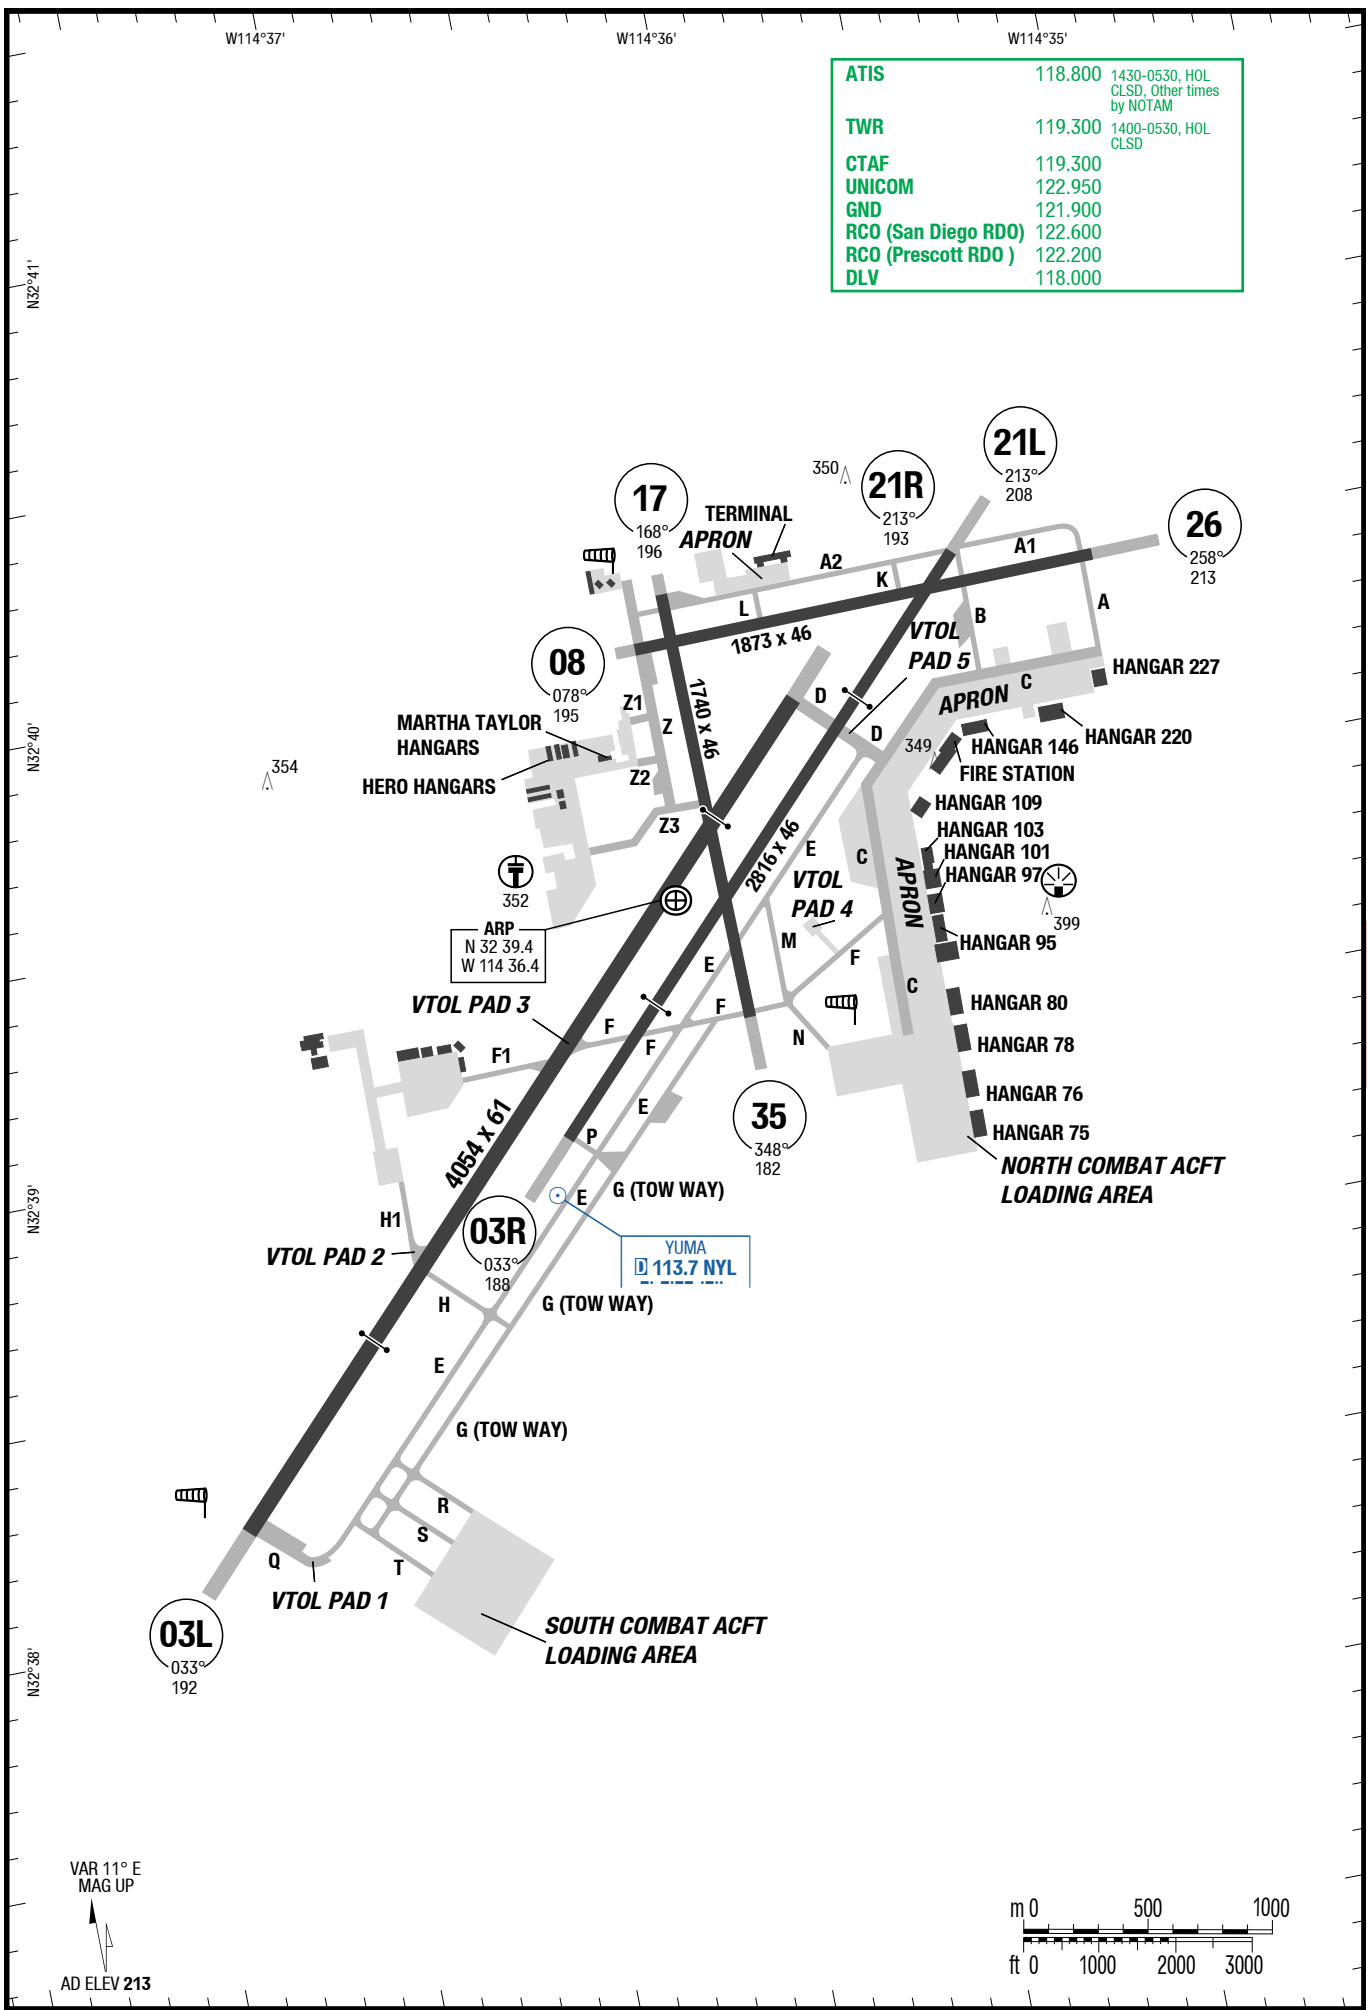 W114°37'
W114°36'
W114°35'
ATIS 118.800 1430-0530, HOL
CLSD, Other times
by NOTAM
TWR 119.300 1400-0530, HOL
CLSD
CTAF 119.300
UNICOM 122.950
GND 121.900
RCO (San Diego RDO) 122.600
RCO (Prescott RDO ) 122.200
DLV 118.000
N32°41'
21L
213°
208
350
21R
213°
193
17
168°
196
26
258°
213
TERMINAL
APRON
A2
A1
K
L
A
B
1873 x 46
VTOL
PAD 5
08
078°
195
HANGAR 227
C
APRON
Z1
Z
1740 x 46
D
D
MARTHA TAYLOR
HANGARS
HANGAR 220
HANGAR 146
349
FIRE STATION
N32°40'
354
HERO HANGARS
Z2
Z3
HANGAR 109
HANGAR 103
HANGAR 101
HANGAR 97
2816 x 46
E
C
APRON
VTOL
PAD 4
352
399
ARP
N 32 39.4
W 114 36.4
HANGAR 95
M
F
E
C
VTOL PAD 3
HANGAR 80
F
F
F
N
HANGAR 78
F1
HANGAR 76
4054 x 61
E
35
348°
182
HANGAR 75
P
NORTH COMBAT ACFT
LOADING AREA
G (TOW WAY)
E
N32°39'
H1
03R
033°
188
VTOL PAD 2
YUMA
D 113.7 NYL
H
G (TOW WAY)
E
G (TOW WAY)
R
S
T
Q
VTOL PAD 1
SOUTH COMBAT ACFT
LOADING AREA
03L
033°
192
N32°38'
VAR 11° E
MAG UP
AD ELEV 213
m 0 500 1000
ft 0 1000 2000 3000